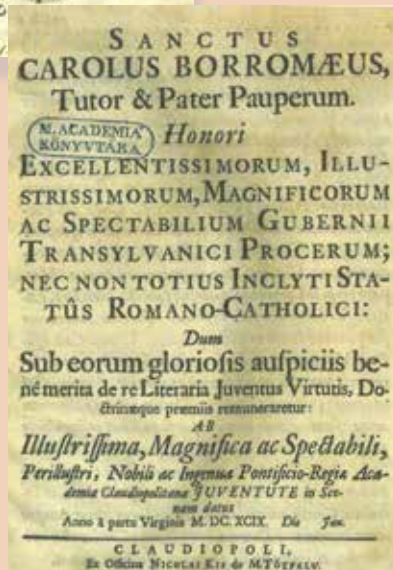 SANCTUS
CAROLUS BORROMÆUS,
Tutor & Pater Pauperum.
M. ACADEMIA
KÖNYVTÁRA
Honori
EXCELLENTISSIMORUM, ILLU-
STRISSIMORUM, MAGNIFICORUM
AC SPECTABILIUM GUBERNII
TRANSYLVANICI PROCERUM;
NEC NON TOTIUS INCLYTI STA-
TÛS ROMANO-CATHOLICI:
Dum
Sub eorum gloriosis auspiciis be-
né merita de re Literaria Juventus Virtutis, Do-
ctrinæque præmiis remuneraretur:
AB
Illustrissima, Magnifica ac Spectabili,
Perillustri, Nobili ac Ingenua Pontificio-Regiæ Aca-
demiæ Claudiopolitanæ JUVENTUTE in Sce-
nam datus
Anno à partu Virginis M. DC. XCIX. Die Jan.
CLAUDIOPOLI,
Ex Officina NICOLAI KIS de M.TÓTFALU.